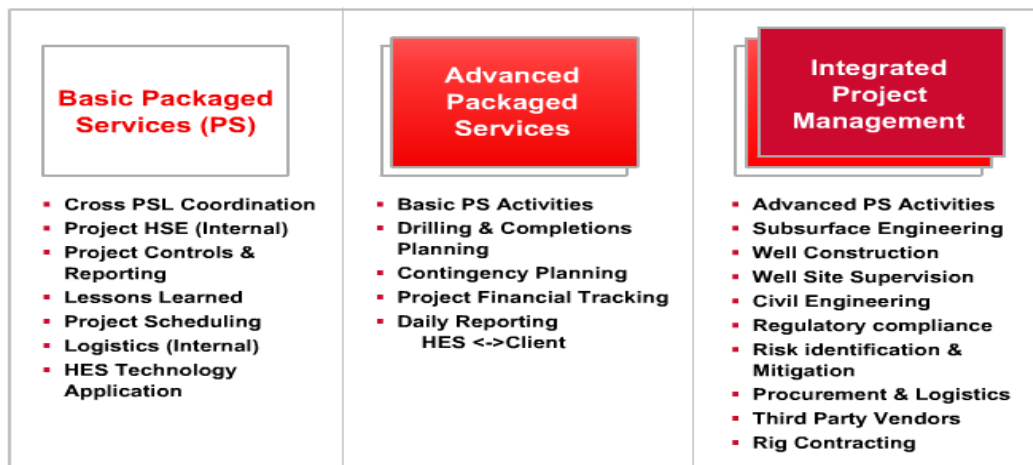 Basic Packaged
Services (PS)
▪ Cross PSL Coordination
▪ Project HSE (Internal)
▪ Project Controls &
Reporting
▪ Lessons Learned
▪ Project Scheduling
▪ Logistics (Internal)
▪ HES Technology
Application
Advanced
Packaged
Services
▪ Basic PS Activities
▪ Drilling & Completions
Planning
▪ Contingency Planning
▪ Project Financial Tracking
▪ Daily Reporting
HES <->Client
Integrated
Project
Management
▪ Advanced PS Activities
▪ Subsurface Engineering
▪ Well Construction
▪ Well Site Supervision
▪ Civil Engineering
▪ Regulatory compliance
▪ Risk identification &
Mitigation
▪ Procurement & Logistics
▪ Third Party Vendors
▪ Rig Contracting